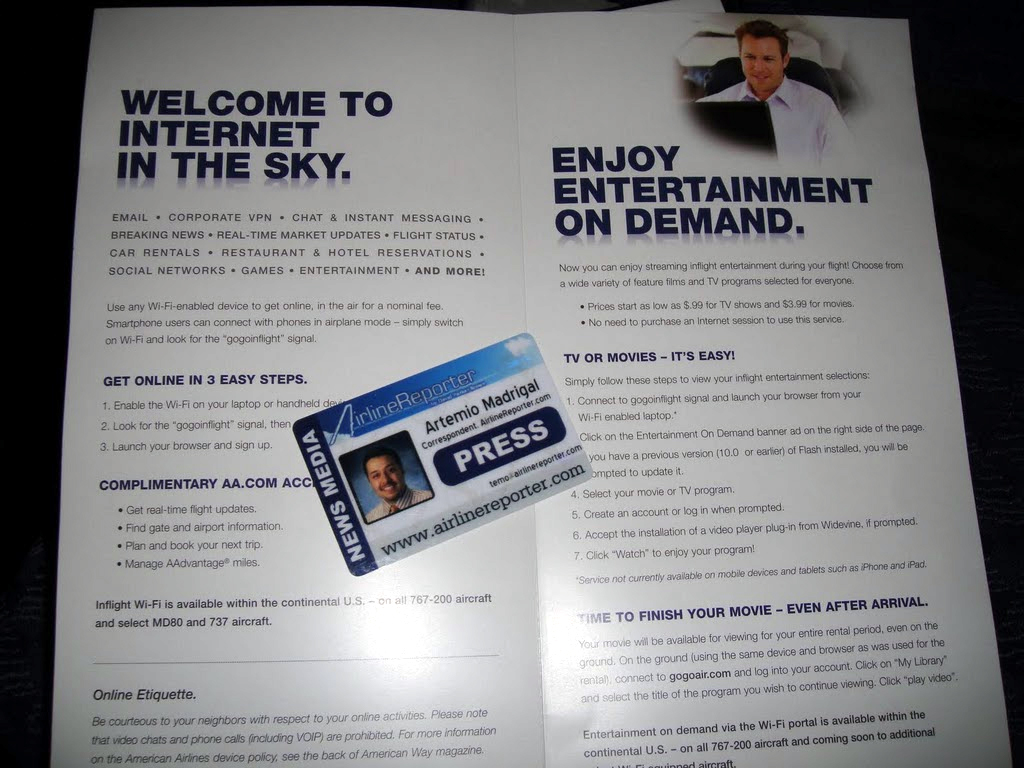 WELCOME TO
INTERNET
IN THE SKY.
EMAIL • CORPORATE VPN • CHAT & INSTANT MESSAGING •
BREAKING NEWS • REAL-TIME MARKET UPDATES • FLIGHT STATUS •
CAR RENTALS • RESTAURANT & HOTEL RESERVATIONS •
SOCIAL NETWORKS • GAMES • ENTERTAINMENT • AND MORE!
Use any Wi-Fi-enabled device to get online, in the air for a nominal fee.
Smartphone users can connect with phones in airplane mode – simply switch
on Wi-Fi and look for the "gogoinflight" signal.
GET ONLINE IN 3 EASY STEPS.
1. Enable the Wi-Fi on your laptop or handheld
2. Look for the "gogoinflight" signal, then
3. Launch your browser and sign up.
COMPLIMENTARY AA.COM
• Get real-time flight updates.
• Find gate and airport information.
• Plan and book your next trip.
• Manage AAdvantage® miles.
Inflight Wi-Fi is available within the continental U.S. – on all 767-200 aircraft
and select MD80 and 737 aircraft.
Online Etiquette.
Be courteous to your neighbors with respect to your online activities. Please note
that video chats and phone calls (including VOIP) are prohibited. For more information
on the American Airlines device policy, see the back of American Way magazine.
NEWS MEDIA
AirlineReporter
Artemio Madrigal
Correspondent, AirlineReporter.com
PRESS
temo@airlinereporter.com
www.airlinereporter.com
ENJOY
ENTERTAINMENT
ON DEMAND.
Now you can enjoy streaming inflight entertainment during your flight! Choose from
a wide variety of feature films and TV programs selected for everyone.
• Prices start as low as $.99 for TV shows and $3.99 for movies.
• No need to purchase an Internet session to use this service.
TV OR MOVIES – IT'S EASY!
Simply follow these steps to view your inflight entertainment selections:
1. Connect to gogoinflight signal and launch your browser from your
Wi-Fi enabled laptop.*
Click on the Entertainment On Demand banner ad on the right side of the page.
you have a previous version (10.0 or earlier) of Flash installed, you will be
to update it.
4. Select your movie or TV program.
5. Create an account or log in when prompted.
6. Accept the installation of a video player plug-in from Widevine, if prompted.
7. Click "Watch" to enjoy your program!
*Service not currently available on mobile devices and tablets such as iPhone and iPad.
TIME TO FINISH YOUR MOVIE – EVEN AFTER ARRIVAL.
Your movie will be available for viewing for your entire rental period, even on the
ground. On the ground (using the same device and browser as was used for the
rental), connect to gogoair.com and log into your account. Click on "My Library"
and select the title of the program you wish to continue viewing. Click "play video".
Entertainment on demand via the Wi-Fi portal is available within the
continental U.S. – on all 767-200 aircraft and coming soon to additional
Wi-Fi equipped aircraft.